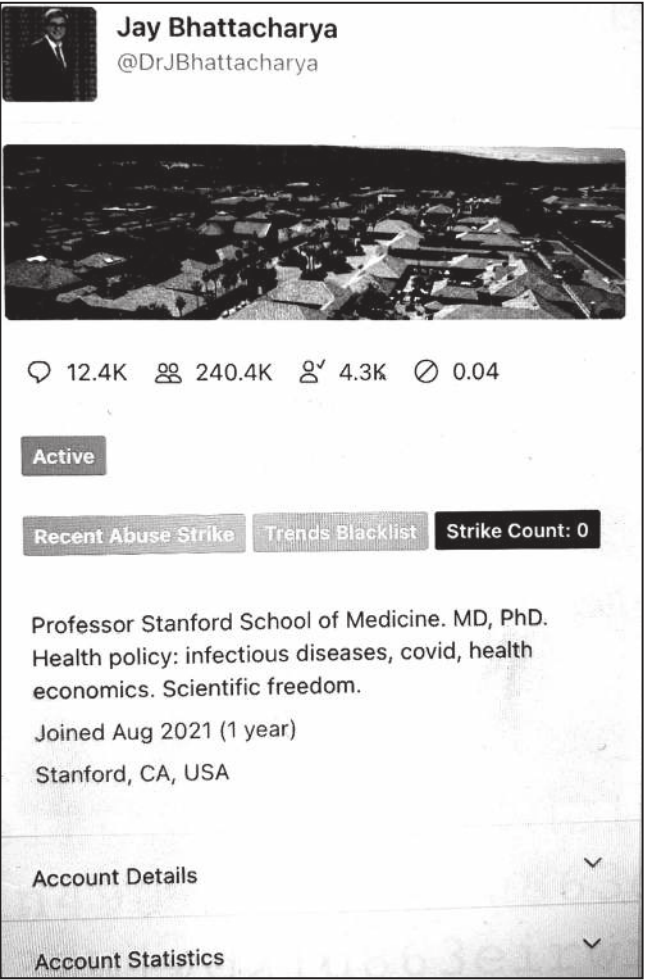 Jay Bhattacharya
@DrJBhattacharya
12.4K 240.4K 4.3K 0.04
Active
Recent Abuse Strike Trends Blacklist Strike Count: 0
Professor Stanford School of Medicine. MD, PhD.
Health policy: infectious diseases, covid, health
economics. Scientific freedom.
Joined Aug 2021 (1 year)
Stanford, CA, USA
Account Details
Account Statistics